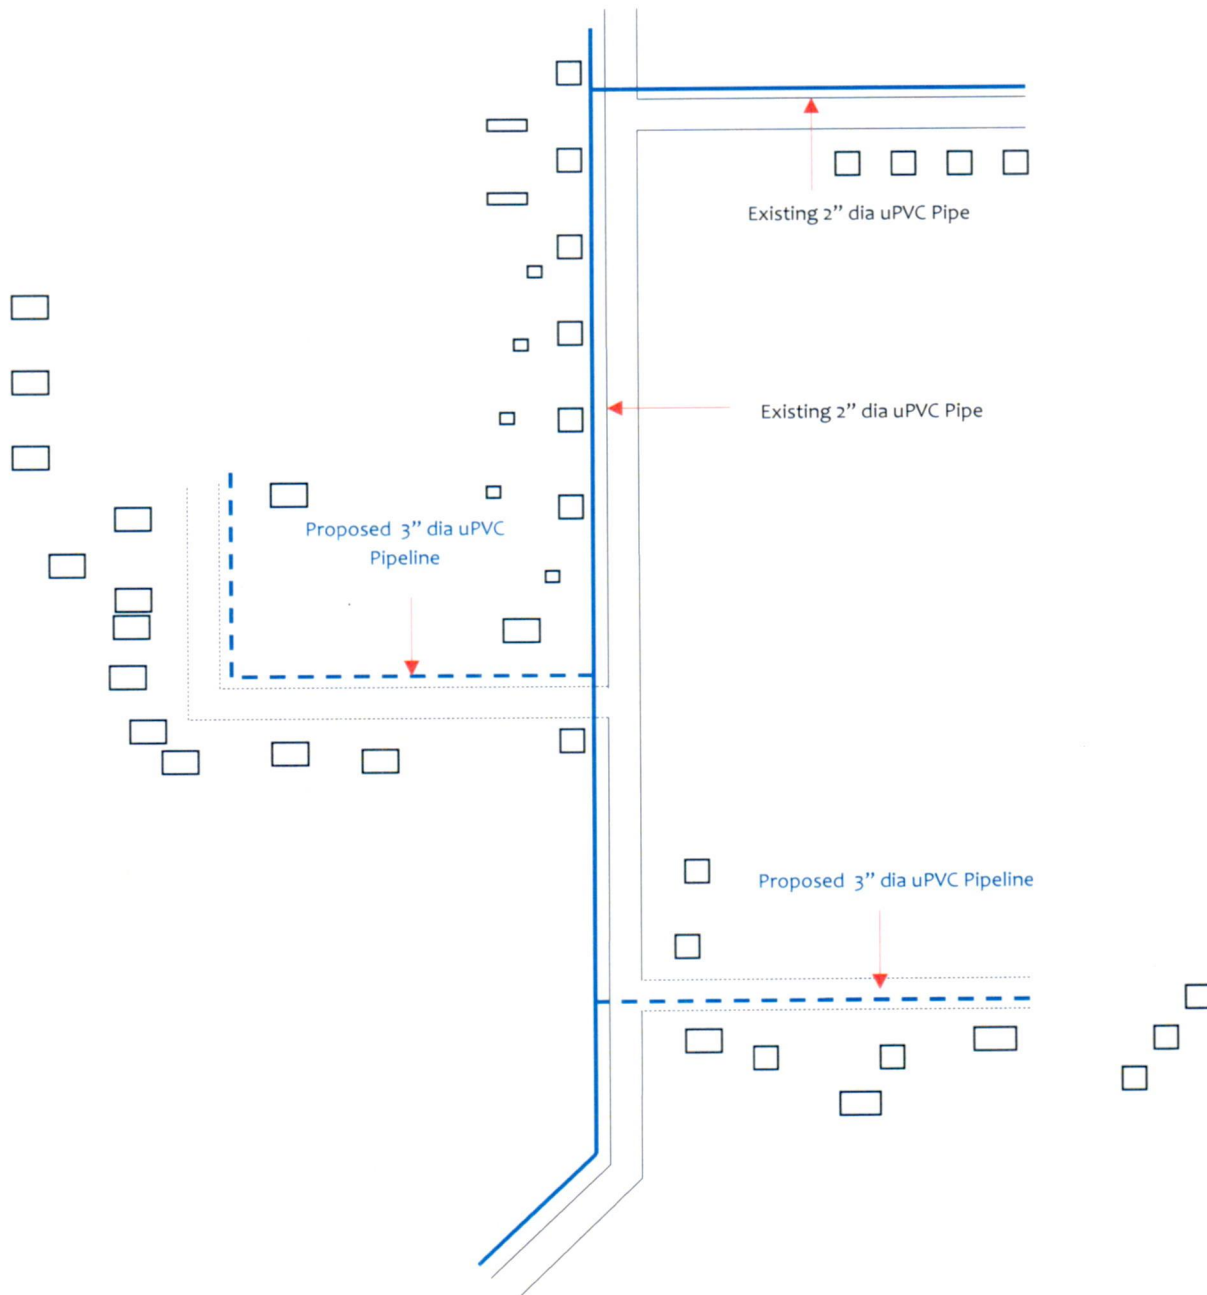 Existing 2” dia uPVC Pipe
Existing 2” dia uPVC Pipe
Proposed 3” dia uPVC
Pipeline
Proposed 3” dia uPVC Pipeline